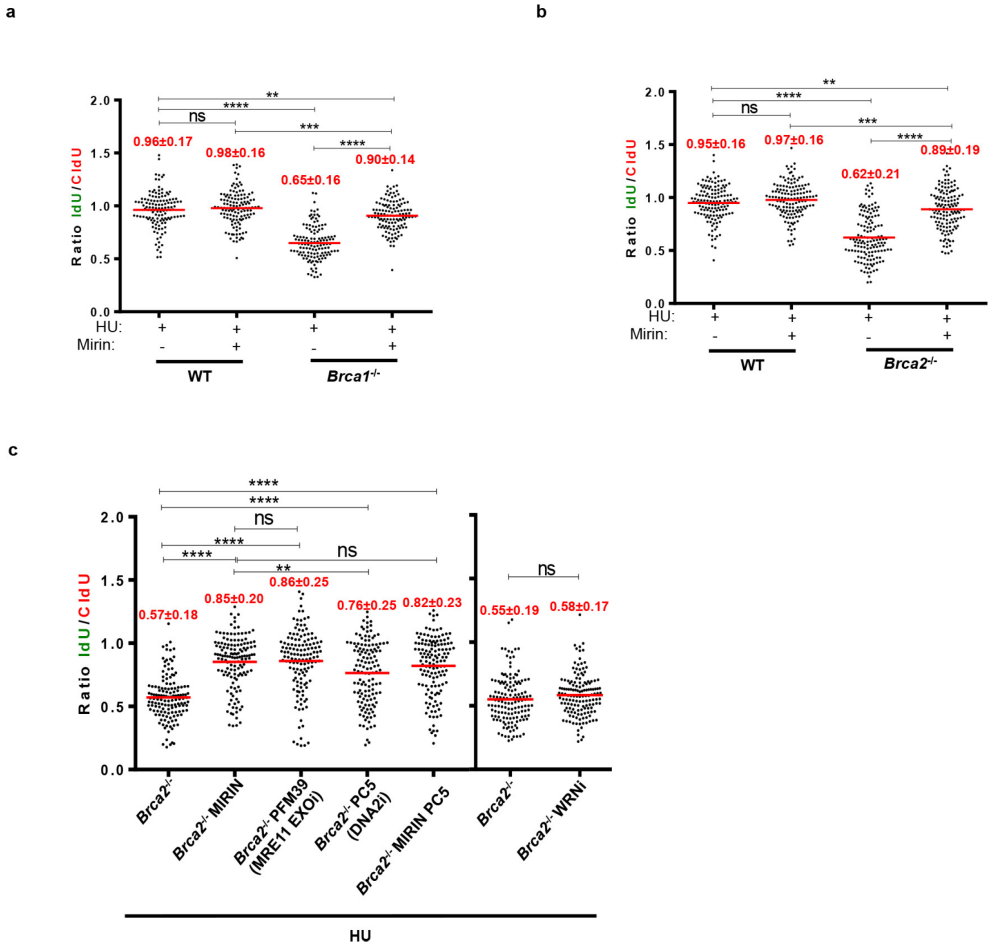 a
Ratio IdU/CldU
2.0
1.5
1.0
0.5
0.0
**
****
ns
***
****
0.96±0.17
0.98±0.16
0.65±0.16
0.90±0.14
HU: + + + +
Mirin: - + - +
WT
Brca1-/-
b
Ratio IdU/CldU
2.0
1.5
1.0
0.5
0.0
**
****
ns
***
****
0.95±0.16
0.97±0.16
0.62±0.21
0.89±0.19
HU: + + + +
Mirin: - + - +
WT
Brca2-/-
c
Ratio IdU/CldU
2.0
1.5
1.0
0.5
0.0
****
****
ns
****
****
ns
**
ns
0.57±0.18
0.85±0.20
0.86±0.25
0.76±0.25
0.82±0.23
0.55±0.19
0.58±0.17
Brca2-/-
Brca2-/- MIRIN
Brca2-/- PFM39
(MRE11 EXOi)
Brca2-/- PC5
(DNA2i)
Brca2-/- MIRIN PC5
Brca2-/-
Brca2-/- WRNi
HU